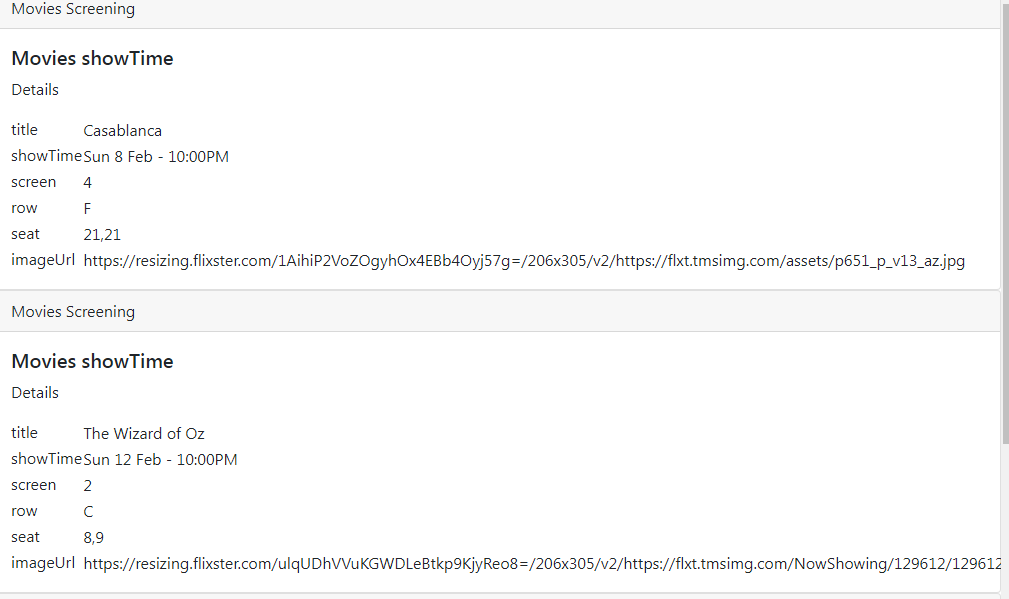 Movies Screening
Movies showTime
Details
title Casablanca
showTime Sun 8 Feb - 10:00PM
screen 4
row F
seat 21,21
imageUrl https://resizing.flixster.com/1AihiP2VoZOgyhOx4EBb4Oyj57g=/206x305/v2/https://flxt.tmsimg.com/assets/p651_p_v13_az.jpg
Movies Screening
Movies showTime
Details
title The Wizard of Oz
showTime Sun 12 Feb - 10:00PM
screen 2
row C
seat 8,9
imageUrl https://resizing.flixster.com/ulqUDhVVuKGWDLeBtkp9KjyReo8=/206x305/v2/https://flxt.tmsimg.com/NowShowing/129612/129612